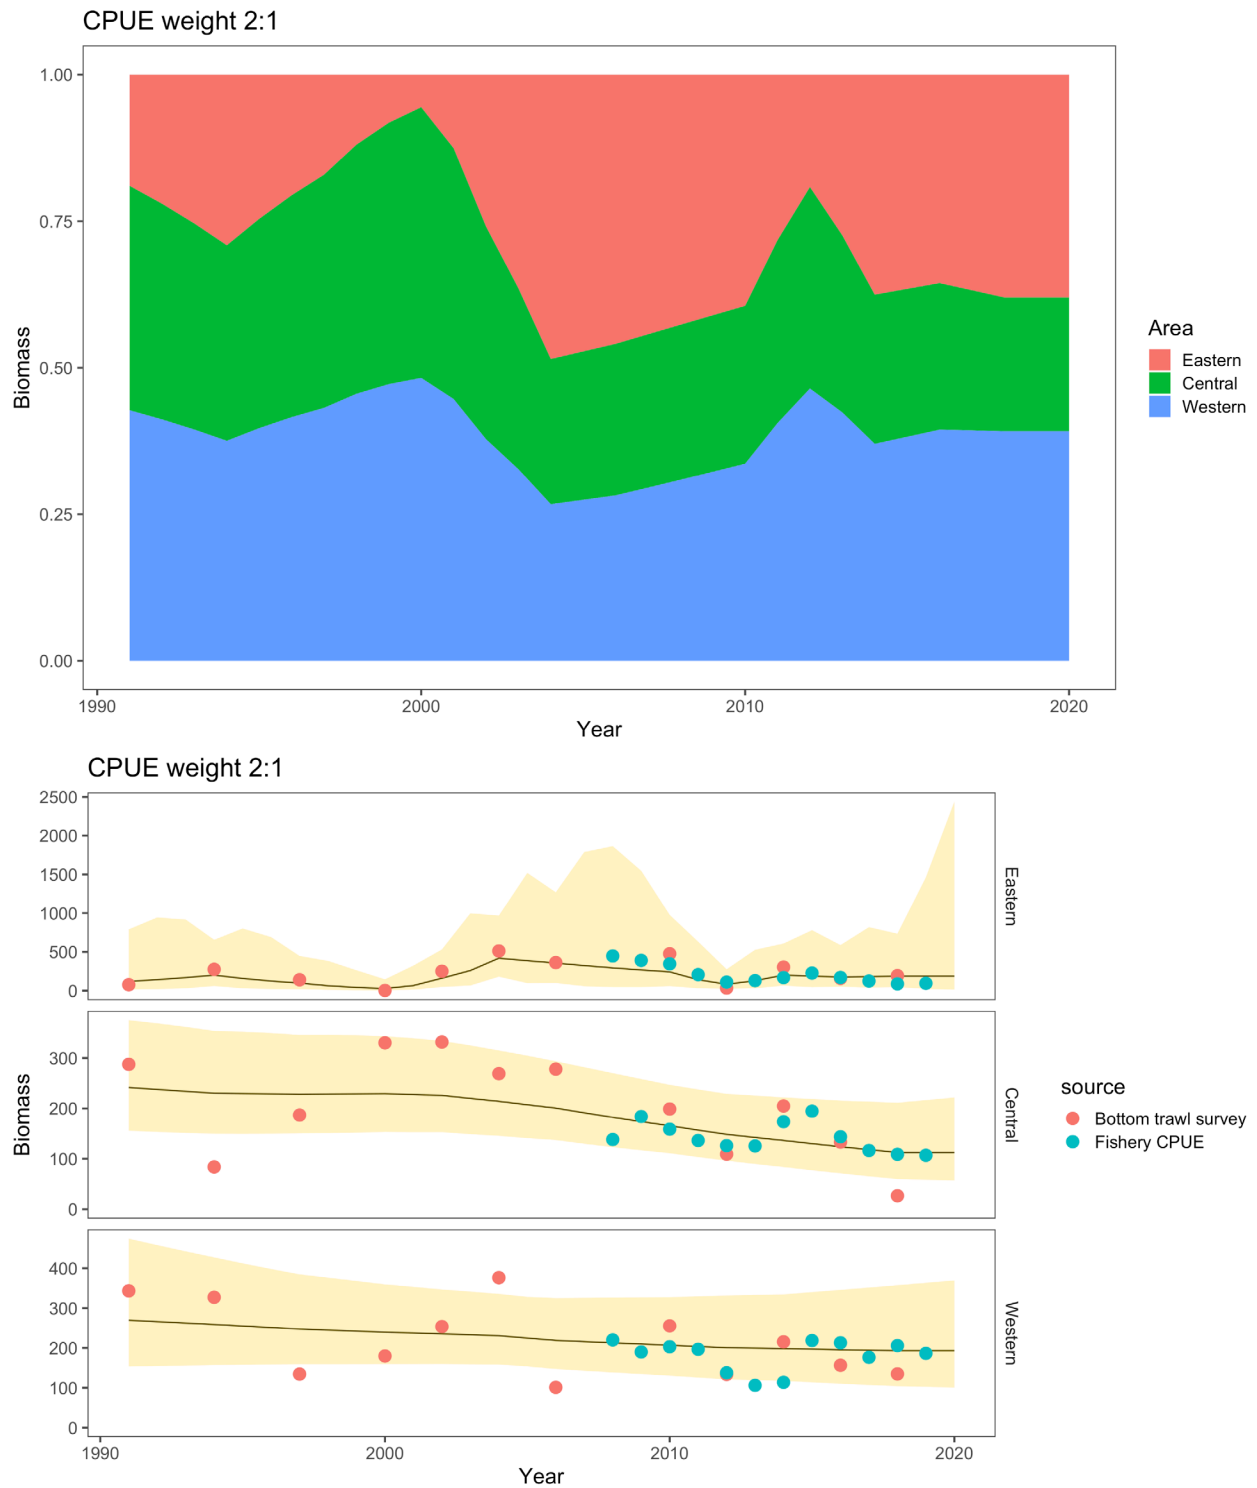 CPUE weight 2:1
1.00
0.75
0.50
0.25
0.00
Biomass
1990 2000 2010 2020
Year
Area
Eastern
Central
Western
CPUE weight 2:1
2500
2000
1500
1000
500
0
Eastern
300
200
100
0
Central
Biomass
400
300
200
100
0
Western
1990 2000 2010 2020
Year
source
Bottom trawl survey
Fishery CPUE